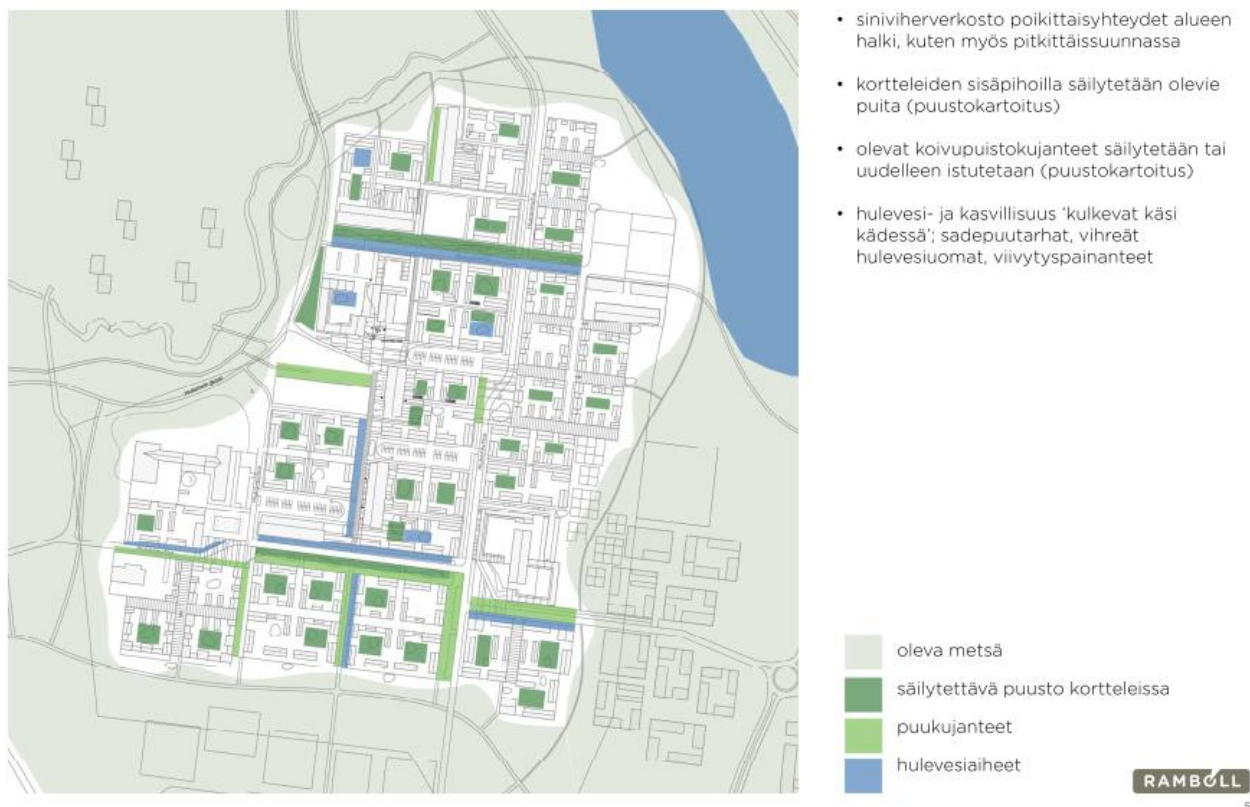 • siniviherverkosto poikittaisyhteydet alueen
halki, kuten myös pitkittäissuunnassa
• kortteleiden sisäpihoilla säilytetään olevie
puita (puustokartoitus)
• olevat koivupuistokujanteet säilytetään tai
uudelleen istutetaan (puustokartoitus)
• hulevesi- ja kasvillisuus ‘kulkevat käsi
kädessä’; sadepuutarhat, vihreät
hulevesiuomat, viivytyspainanteet
oleva metsä
säilytettävä puusto kortteleissa
puukujanteet
hulevesiaiheet
RAMBOLL